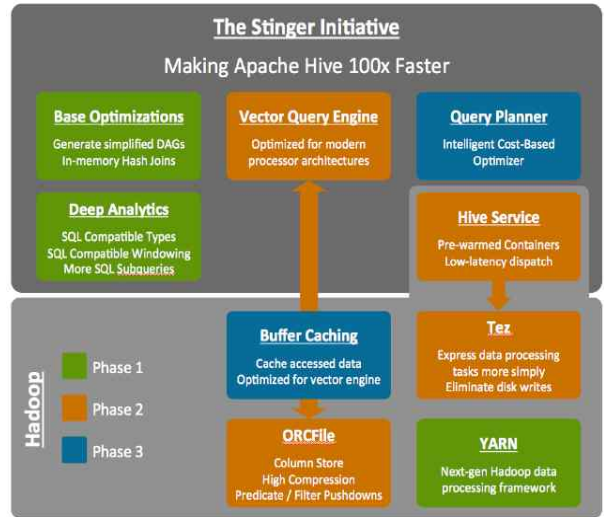 The Stinger Initiative
Making Apache Hive 100x Faster
Base Optimizations
Generate simplified DAGs
In-memory Hash Joins
Vector Query Engine
Optimized for modern
processor architectures
Query Planner
Intelligent Cost-Based
Optimizer
Deep Analytics
SQL Compatible Types
SQL Compatible Windowing
More SQL Subqueries
Hive Service
Pre-warmed Containers
Low-latency dispatch
Hadoop
Phase 1
Phase 2
Phase 3
Buffer Caching
Cache accessed data
Optimized for vector engine
Tez
Express data processing
tasks more simply
Eliminate disk writes
ORCFile
Column Store
High Compression
Predicate / Filter Pushdowns
YARN
Next-gen Hadoop data
processing framework